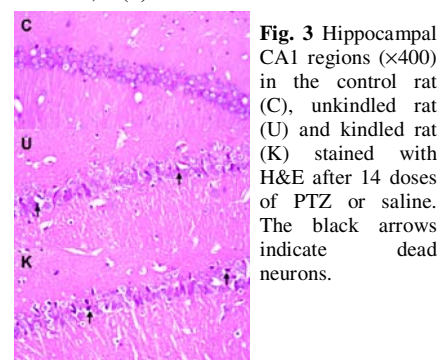 C
U
K
Fig. 3 Hippocampal
CA1 regions (×400)
in the control rat
(C), unkindled rat
(U) and kindled rat
(K) stained with
H&E after 14 doses
of PTZ or saline.
The black arrows
indicate dead
neurons.